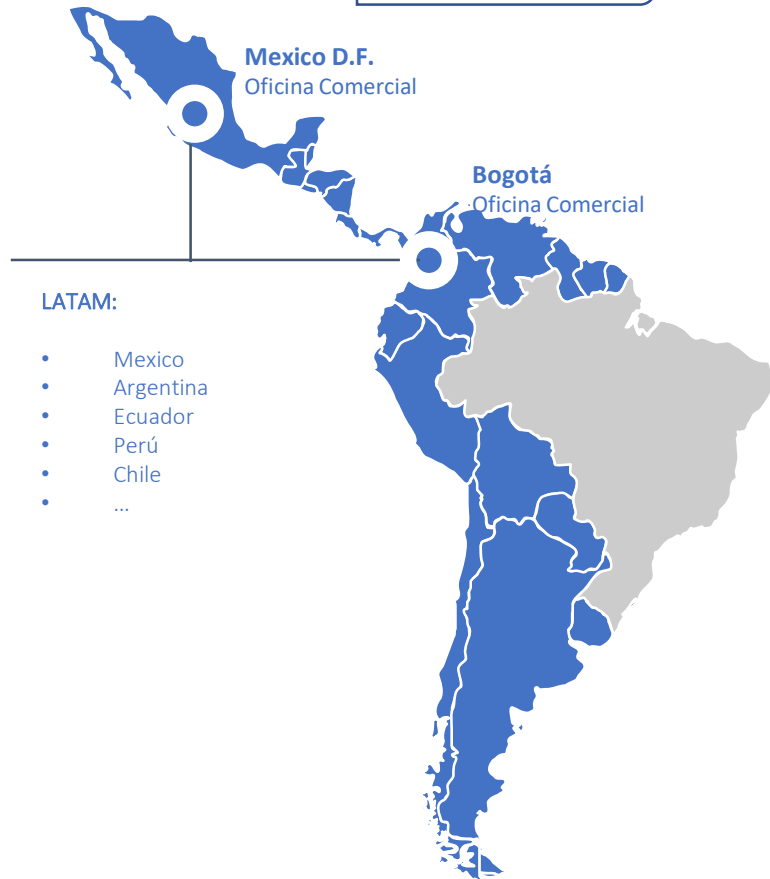 Mexico D.F.
Oficina Comercial
Bogotá
Oficina Comercial
LATAM:
• Mexico
• Argentina
• Ecuador
• Perú
• Chile
• ...